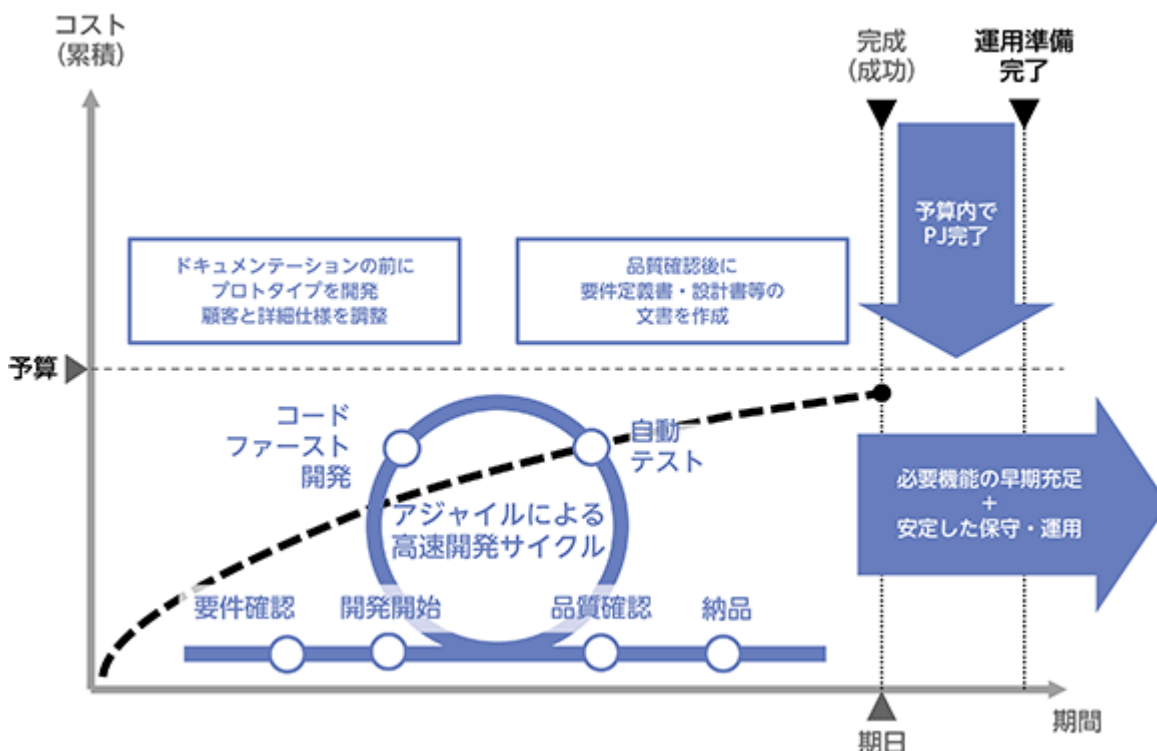 コスト
(累積)
完成
(成功)
運用準備
完了
予算内で
PJ完了
ドキュメンテーションの前に
プロトタイプを開発
顧客と詳細仕様を調整
品質確認後に
要件定義書・設計書等の
文書を作成
予算
コード
ファースト
開発
自動
テスト
アジャイルによる
高速開発サイクル
必要機能の早期充足
+
安定した保守・運用
要件確認
開発開始
品質確認
納品
期間
期日